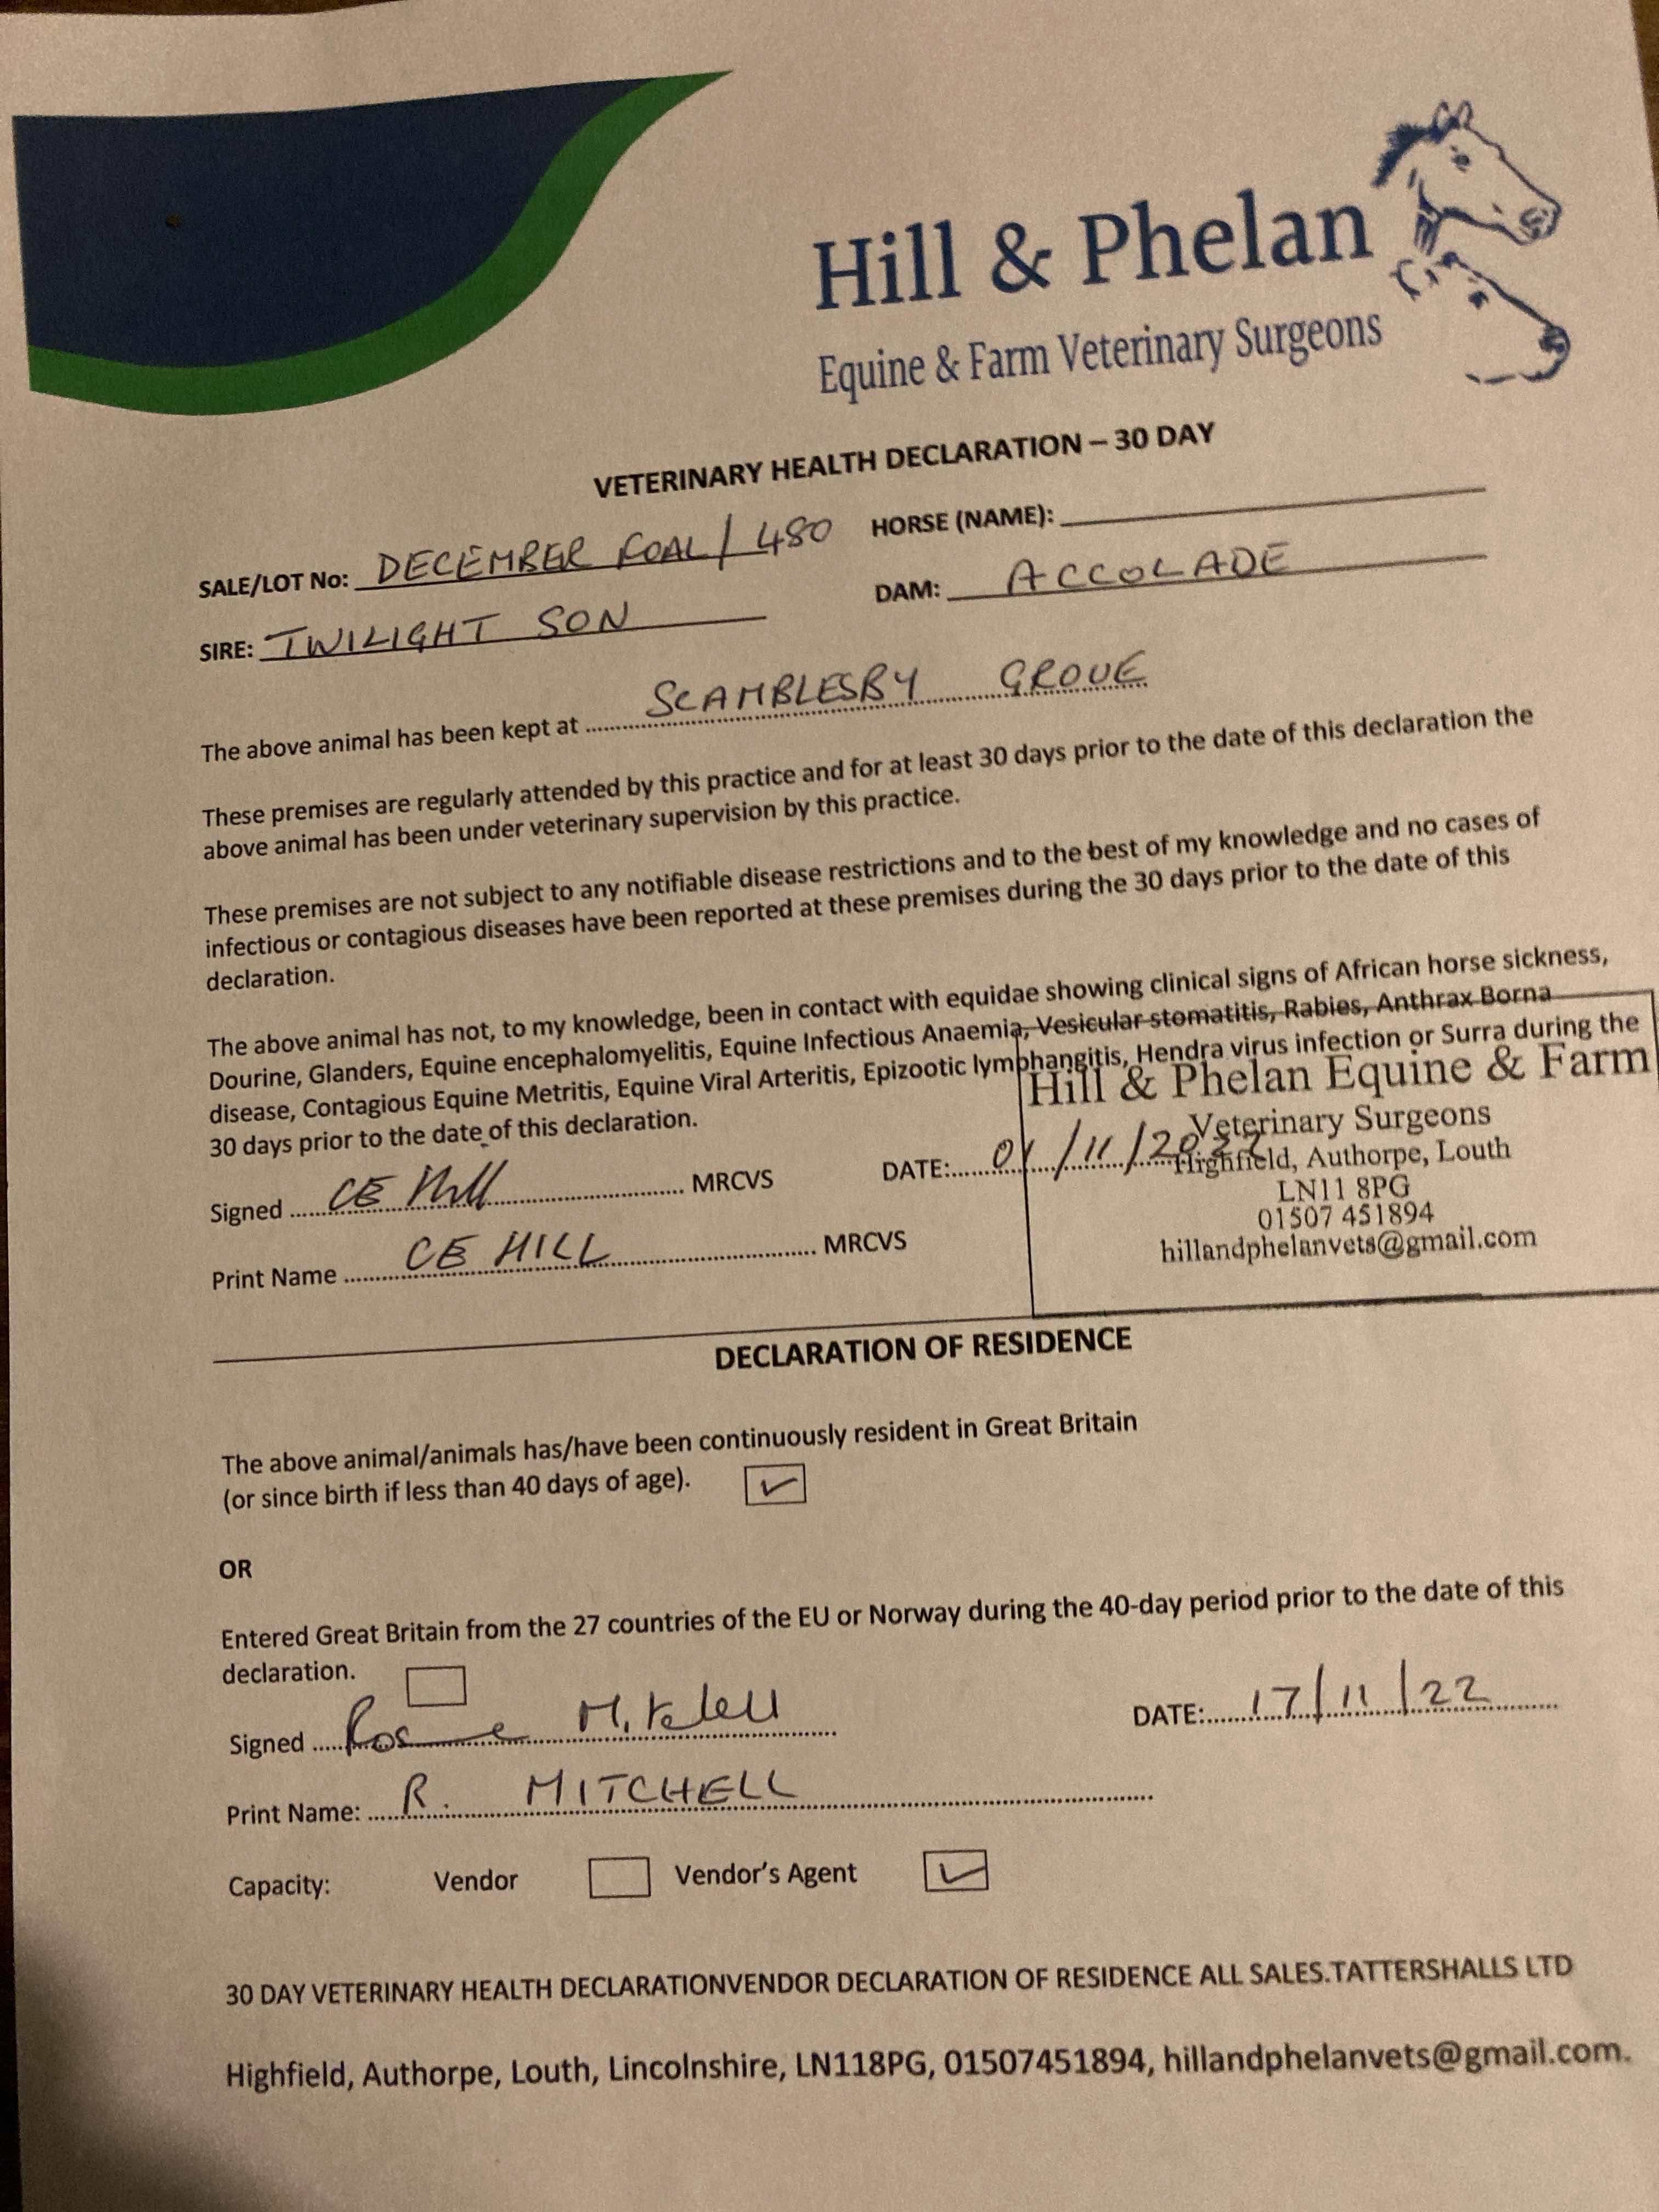 Hill & Phelan
Equine & Farm Veterinary Surgeons
VETERINARY HEALTH DECLARATION – 30 DAY
SALE/LOT No: DECEMBER FOAL / 480 HORSE (NAME):
SIRE: TWILIGHT SON DAM: ACCOLADE
The above animal has been kept at SCAMBLESBY GROVE
These premises are regularly attended by this practice and for at least 30 days prior to the date of this declaration the
above animal has been under veterinary supervision by this practice.
These premises are not subject to any notifiable disease restrictions and to the best of my knowledge and no cases of
infectious or contagious diseases have been reported at these premises during the 30 days prior to the date of this
declaration.
The above animal has not, to my knowledge, been in contact with equidae showing clinical signs of African horse sickness,
Dourine, Glanders, Equine encephalomyelitis, Equine Infectious Anaemia, Vesicular stomatitis, Rabies, Anthrax Borna
disease, Contagious Equine Metritis, Equine Viral Arteritis, Epizootic lymphangitis, Hendra virus infection or Surra during the
30 days prior to the date of this declaration.
Hill & Phelan Equine & Farm
Veterinary Surgeons
Highfield, Authorpe, Louth
LN11 8PG
01507 451894
hillandphelanvets@gmail.com
Signed CE Hill MRCVS DATE: 01/11/2022
Print Name CE HILL MRCVS
DECLARATION OF RESIDENCE
The above animal/animals has/have been continuously resident in Great Britain
(or since birth if less than 40 days of age).
OR
Entered Great Britain from the 27 countries of the EU or Norway during the 40-day period prior to the date of this
declaration.
Signed Mitchell DATE: 17/11/22
Print Name: R. MITCHELL
Capacity: Vendor Vendor's Agent
30 DAY VETERINARY HEALTH DECLARATIONVENDOR DECLARATION OF RESIDENCE ALL SALES.TATTERSHALLS LTD
Highfield, Authorpe, Louth, Lincolnshire, LN118PG, 01507451894, hillandphelanvets@gmail.com.